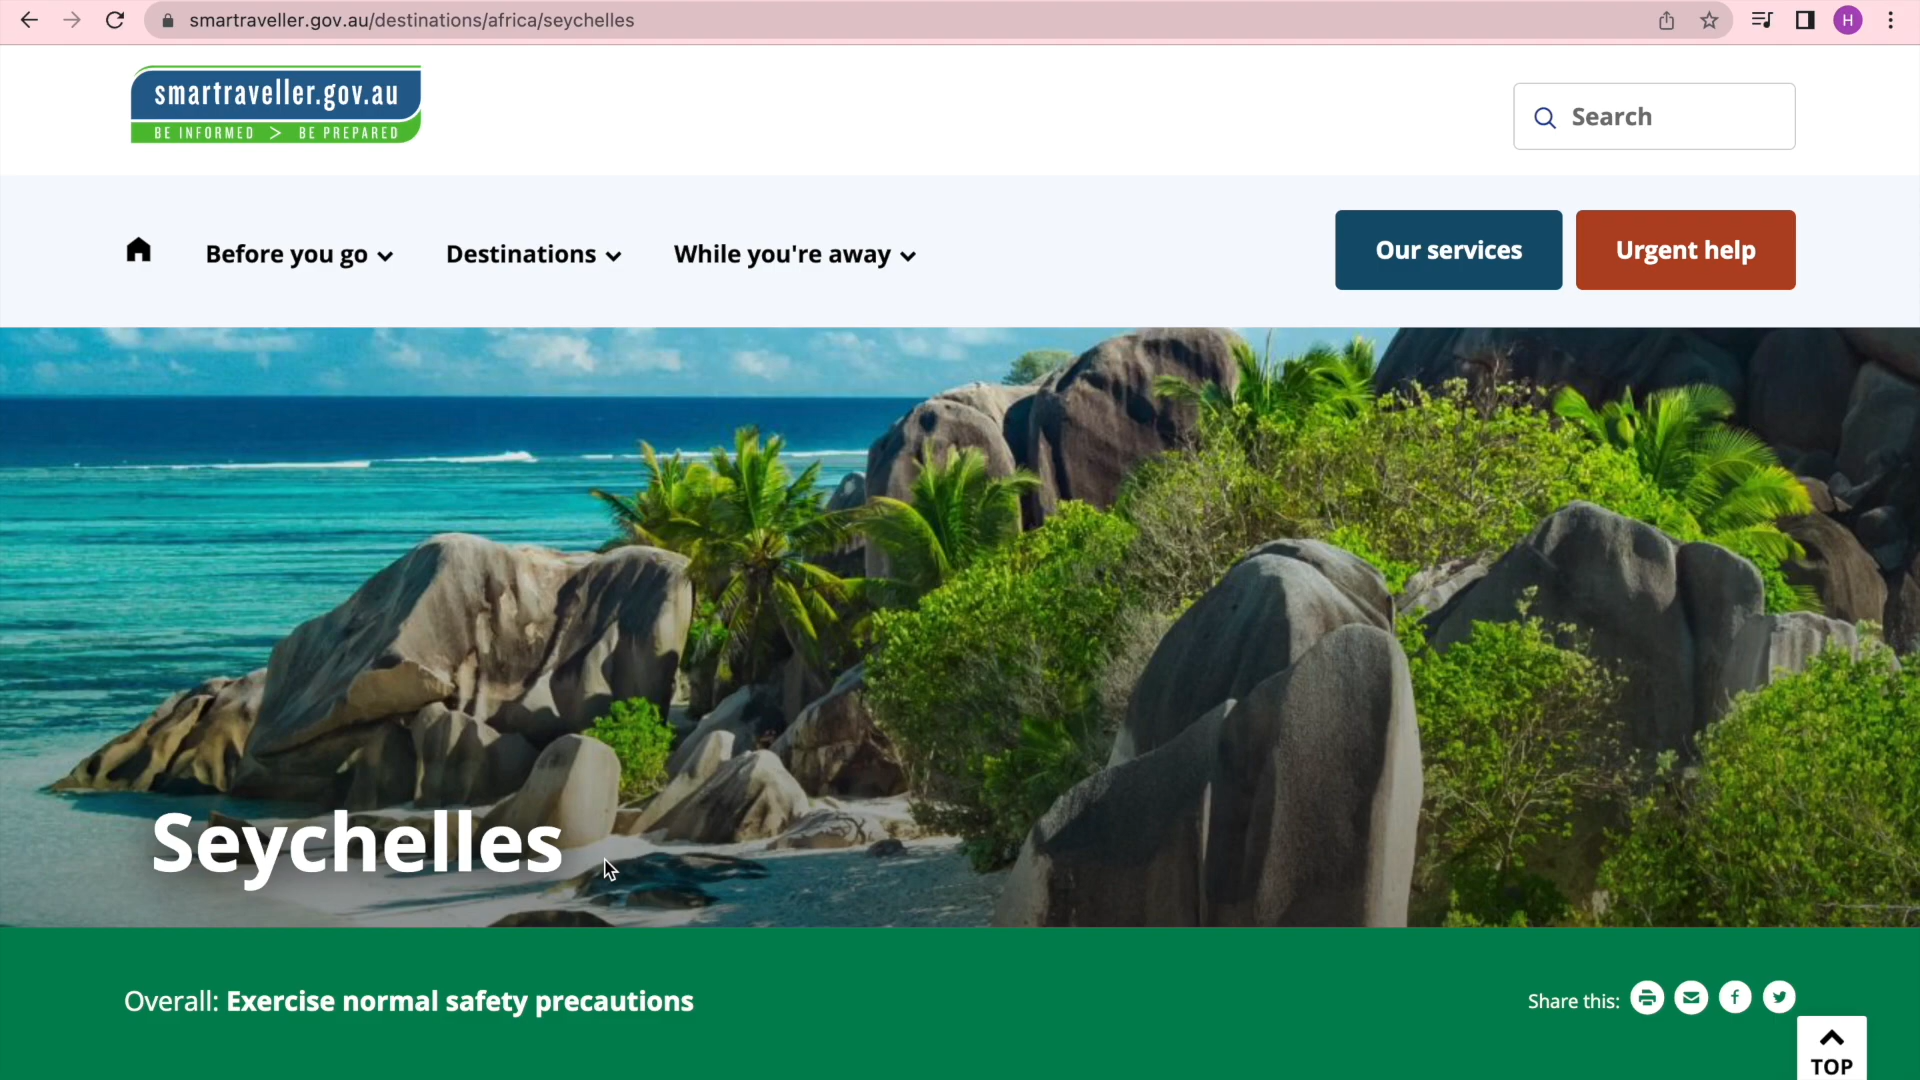 smartraveller.gov.au/destinations/africa/seychelles
H
smartraveller.gov.au
BE INFORMED > BE PREPARED
Search
Before you go
Destinations
While you're away
Our services
Urgent help
Seychelles
Overall: Exercise normal safety precautions
Share this:
TOP